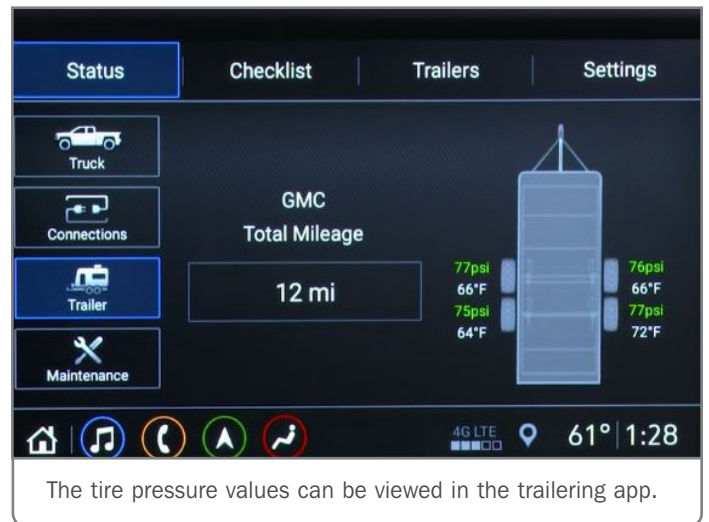 Status Checklist Trailers Settings
Truck
Connections
Trailer
Maintenance
GMC
Total Mileage
12 mi
77psi
66°F
75psi
64°F
76psi
66°F
77psi
72°F
4G LTE 61° 1:28
The tire pressure values can be viewed in the trailering app.